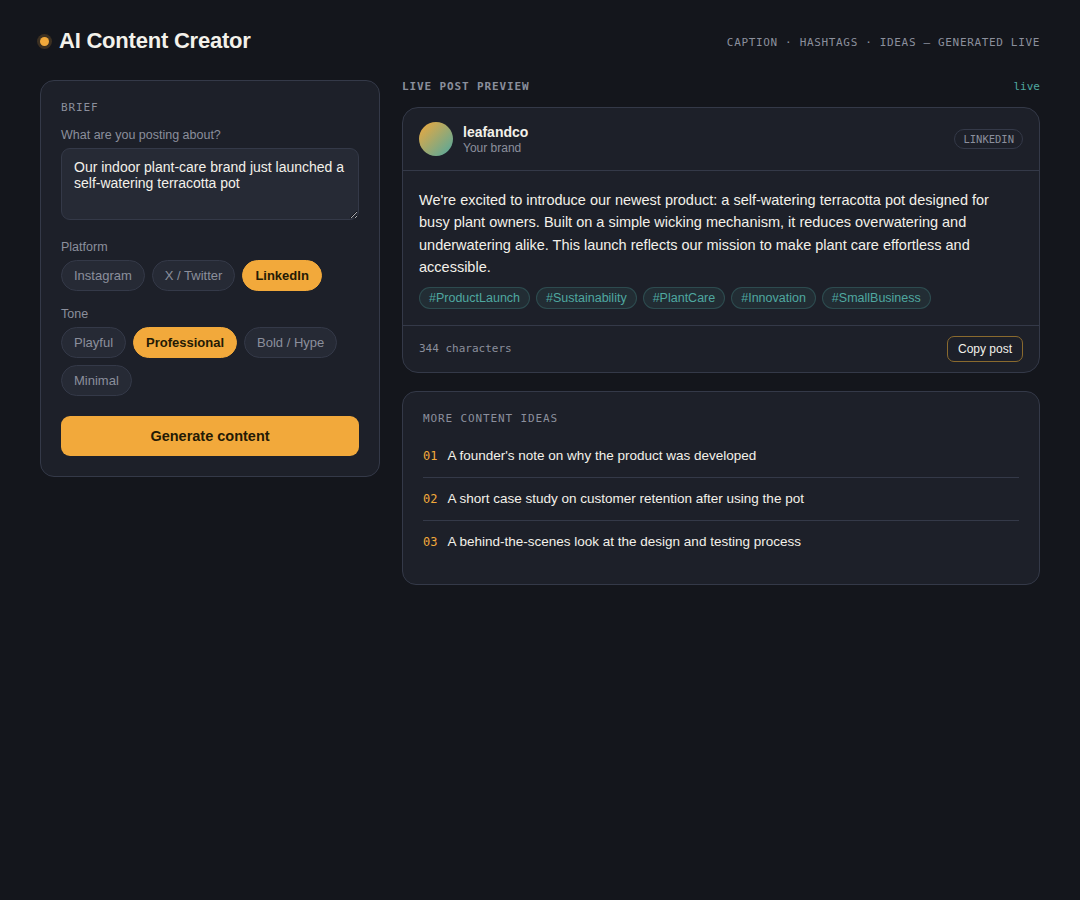 AI Content Creator
CAPTION · HASHTAGS · IDEAS — GENERATED LIVE
BRIEF
What are you posting about?
Our indoor plant-care brand just launched a
self-watering terracotta pot
Platform
Instagram
X / Twitter
LinkedIn
Tone
Playful
Professional
Bold / Hype
Minimal
Generate content
LIVE POST PREVIEW
live
leafandco
Your brand
LINKEDIN
We're excited to introduce our newest product: a self-watering terracotta pot designed for
busy plant owners. Built on a simple wicking mechanism, it reduces overwatering and
underwatering alike. This launch reflects our mission to make plant care effortless and
accessible.
#ProductLaunch
#Sustainability
#PlantCare
#Innovation
#SmallBusiness
344 characters
Copy post
MORE CONTENT IDEAS
01 A founder's note on why the product was developed
02 A short case study on customer retention after using the pot
03 A behind-the-scenes look at the design and testing process